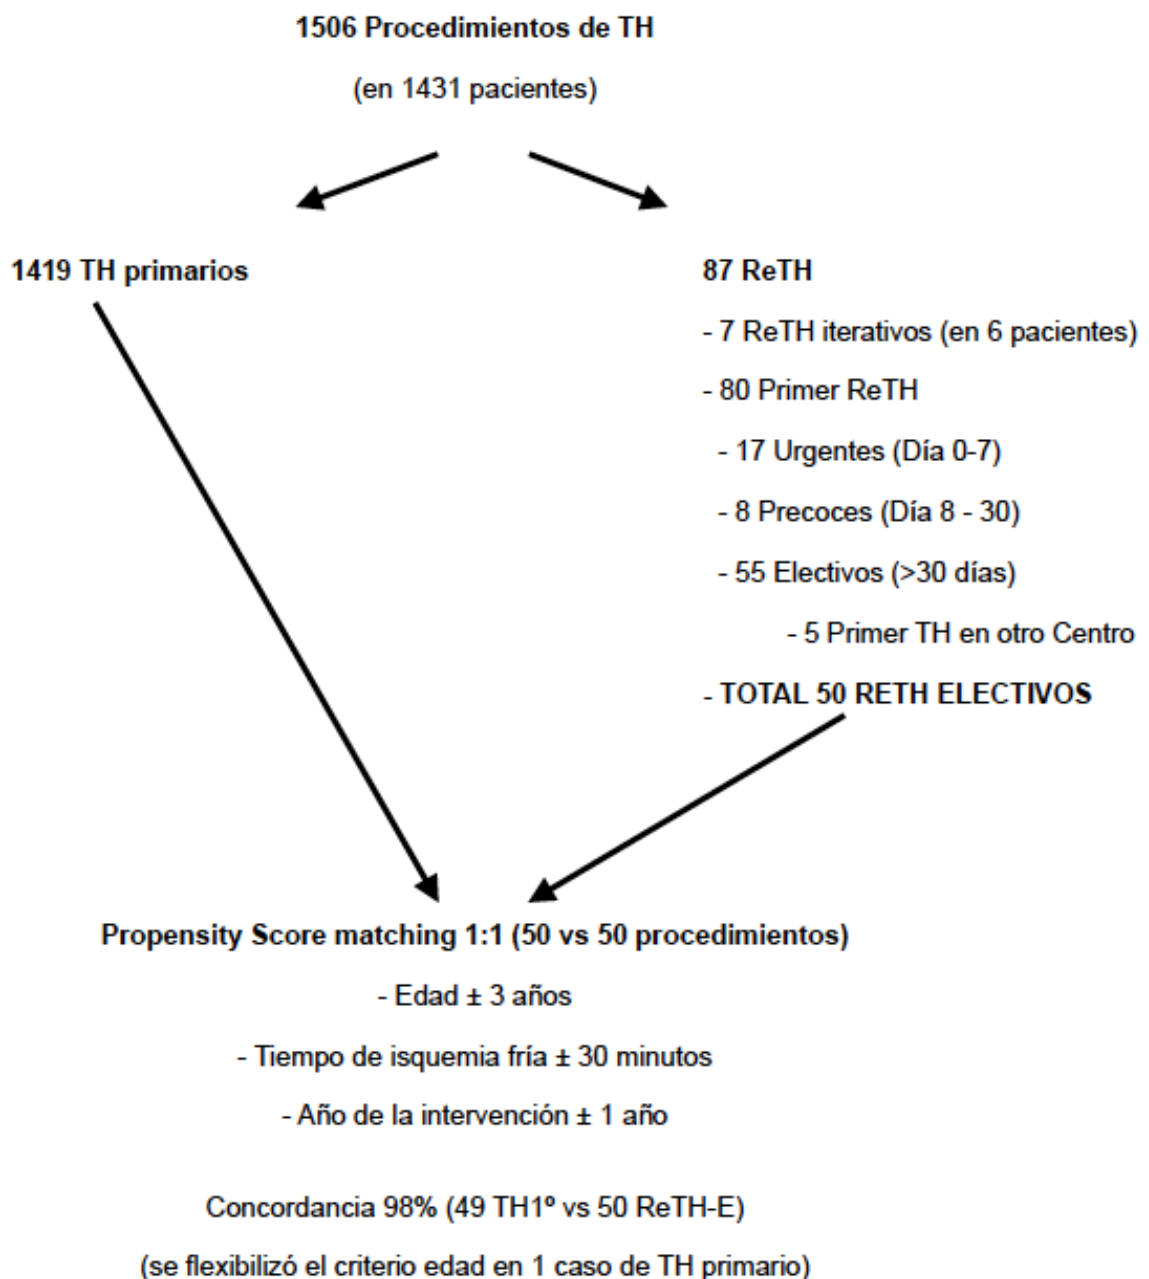 1506 Procedimientos de TH
(en 1431 pacientes)
1419 TH primarios
87 ReTH
- 7 ReTH iterativos (en 6 pacientes)
- 80 Primer ReTH
- 17 Urgentes (Día 0-7)
- 8 Precoces (Día 8 - 30)
- 55 Electivos (>30 días)
- 5 Primer TH en otro Centro
- TOTAL 50 RETH ELECTIVOS
Propensity Score matching 1:1 (50 vs 50 procedimientos)
- Edad ± 3 años
- Tiempo de isquemia fría ± 30 minutos
- Año de la intervención ± 1 año
Concordancia 98% (49 TH1º vs 50 ReTH-E)
(se flexibilizó el criterio edad en 1 caso de TH primario)